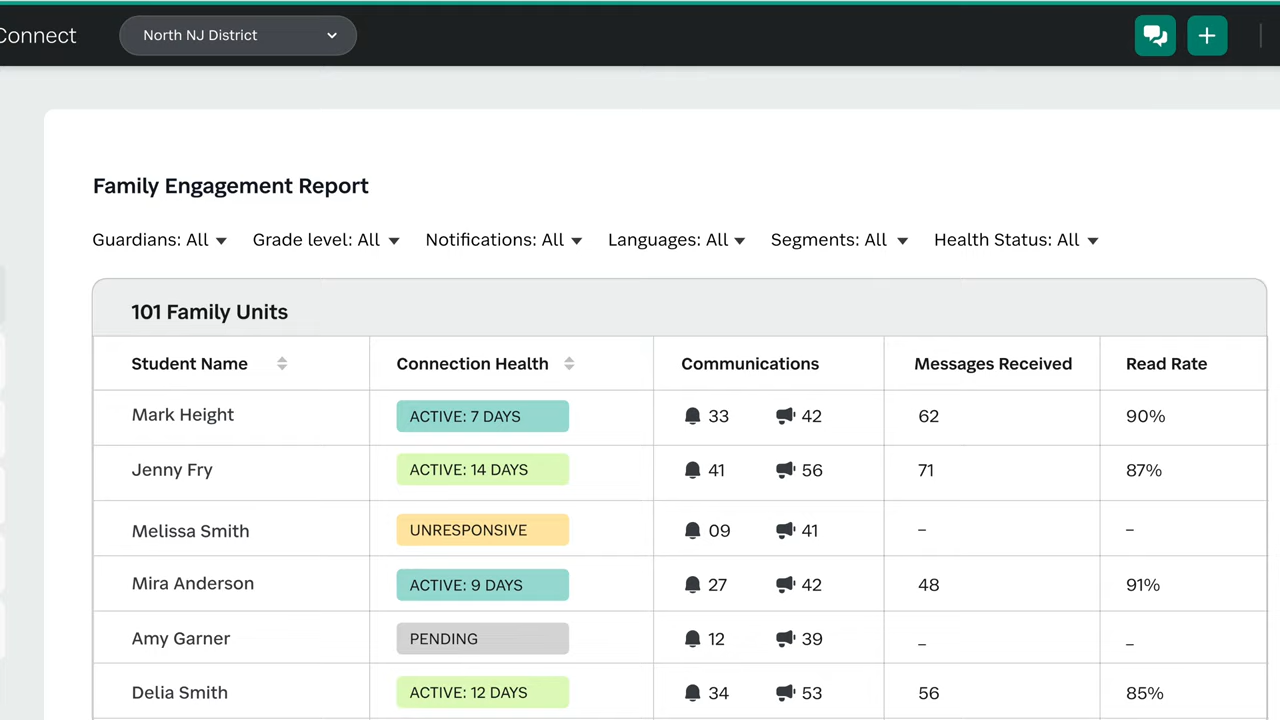 Connect North NJ District
Family Engagement Report
Guardians: All Grade level: All Notifications: All Languages: All Segments: All Health Status: All
101 Family Units
Student Name Connection Health Communications Messages Received Read Rate
Mark Height ACTIVE: 7 DAYS 33 42 62 90%
Jenny Fry ACTIVE: 14 DAYS 41 56 71 87%
Melissa Smith UNRESPONSIVE 09 41 – –
Mira Anderson ACTIVE: 9 DAYS 27 42 48 91%
Amy Garner PENDING 12 39 – –
Delia Smith ACTIVE: 12 DAYS 34 53 56 85%